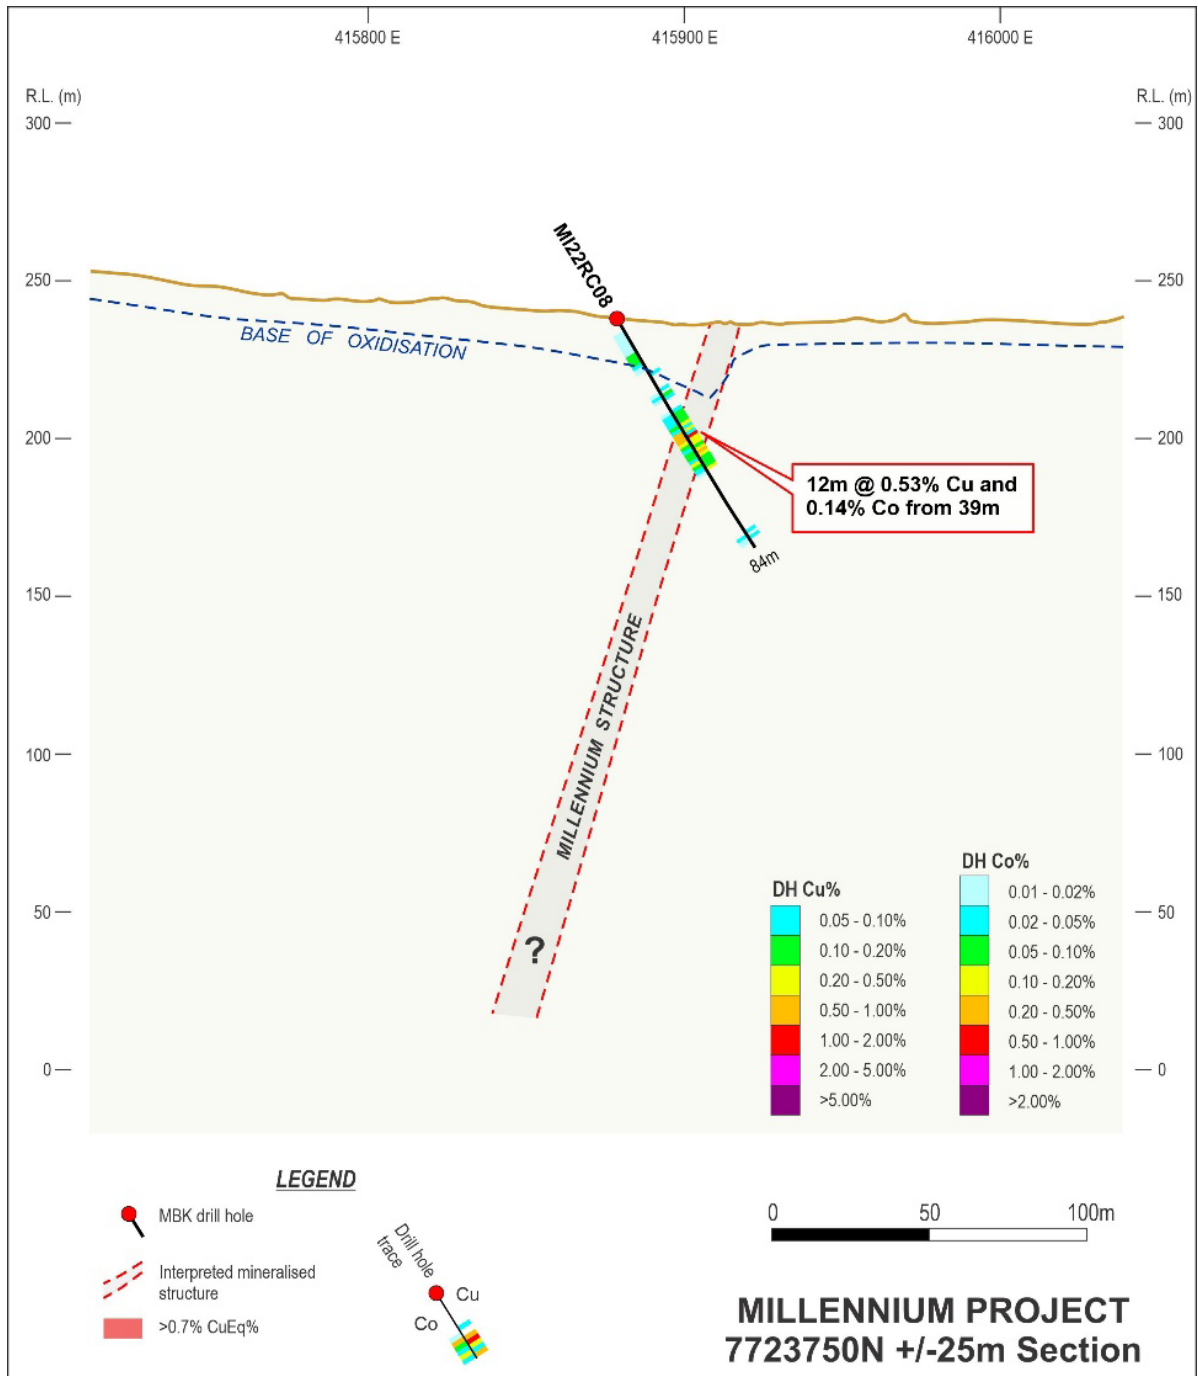 415800 E
415900 E
416000 E
R.L. (m)
R.L. (m)
300
300
MI22RC08
250
250
BASE OF OXIDISATION
200
200
12m @ 0.53% Cu and
0.14% Co from 39m
84m
150
150
MILLENNIUM STRUCTURE
100
100
DH Cu%
0.05 - 0.10%
0.10 - 0.20%
0.20 - 0.50%
0.50 - 1.00%
1.00 - 2.00%
2.00 - 5.00%
>5.00%
DH Co%
0.01 - 0.02%
0.02 - 0.05%
0.05 - 0.10%
0.10 - 0.20%
0.20 - 0.50%
0.50 - 1.00%
1.00 - 2.00%
>2.00%
50
50
?
0
0
LEGEND
MBK drill hole
Interpreted mineralised
structure
>0.7% CuEq%
Drill hole
trace
Cu
Co
0
50
100m
MILLENNIUM PROJECT
7723750N +/-25m Section